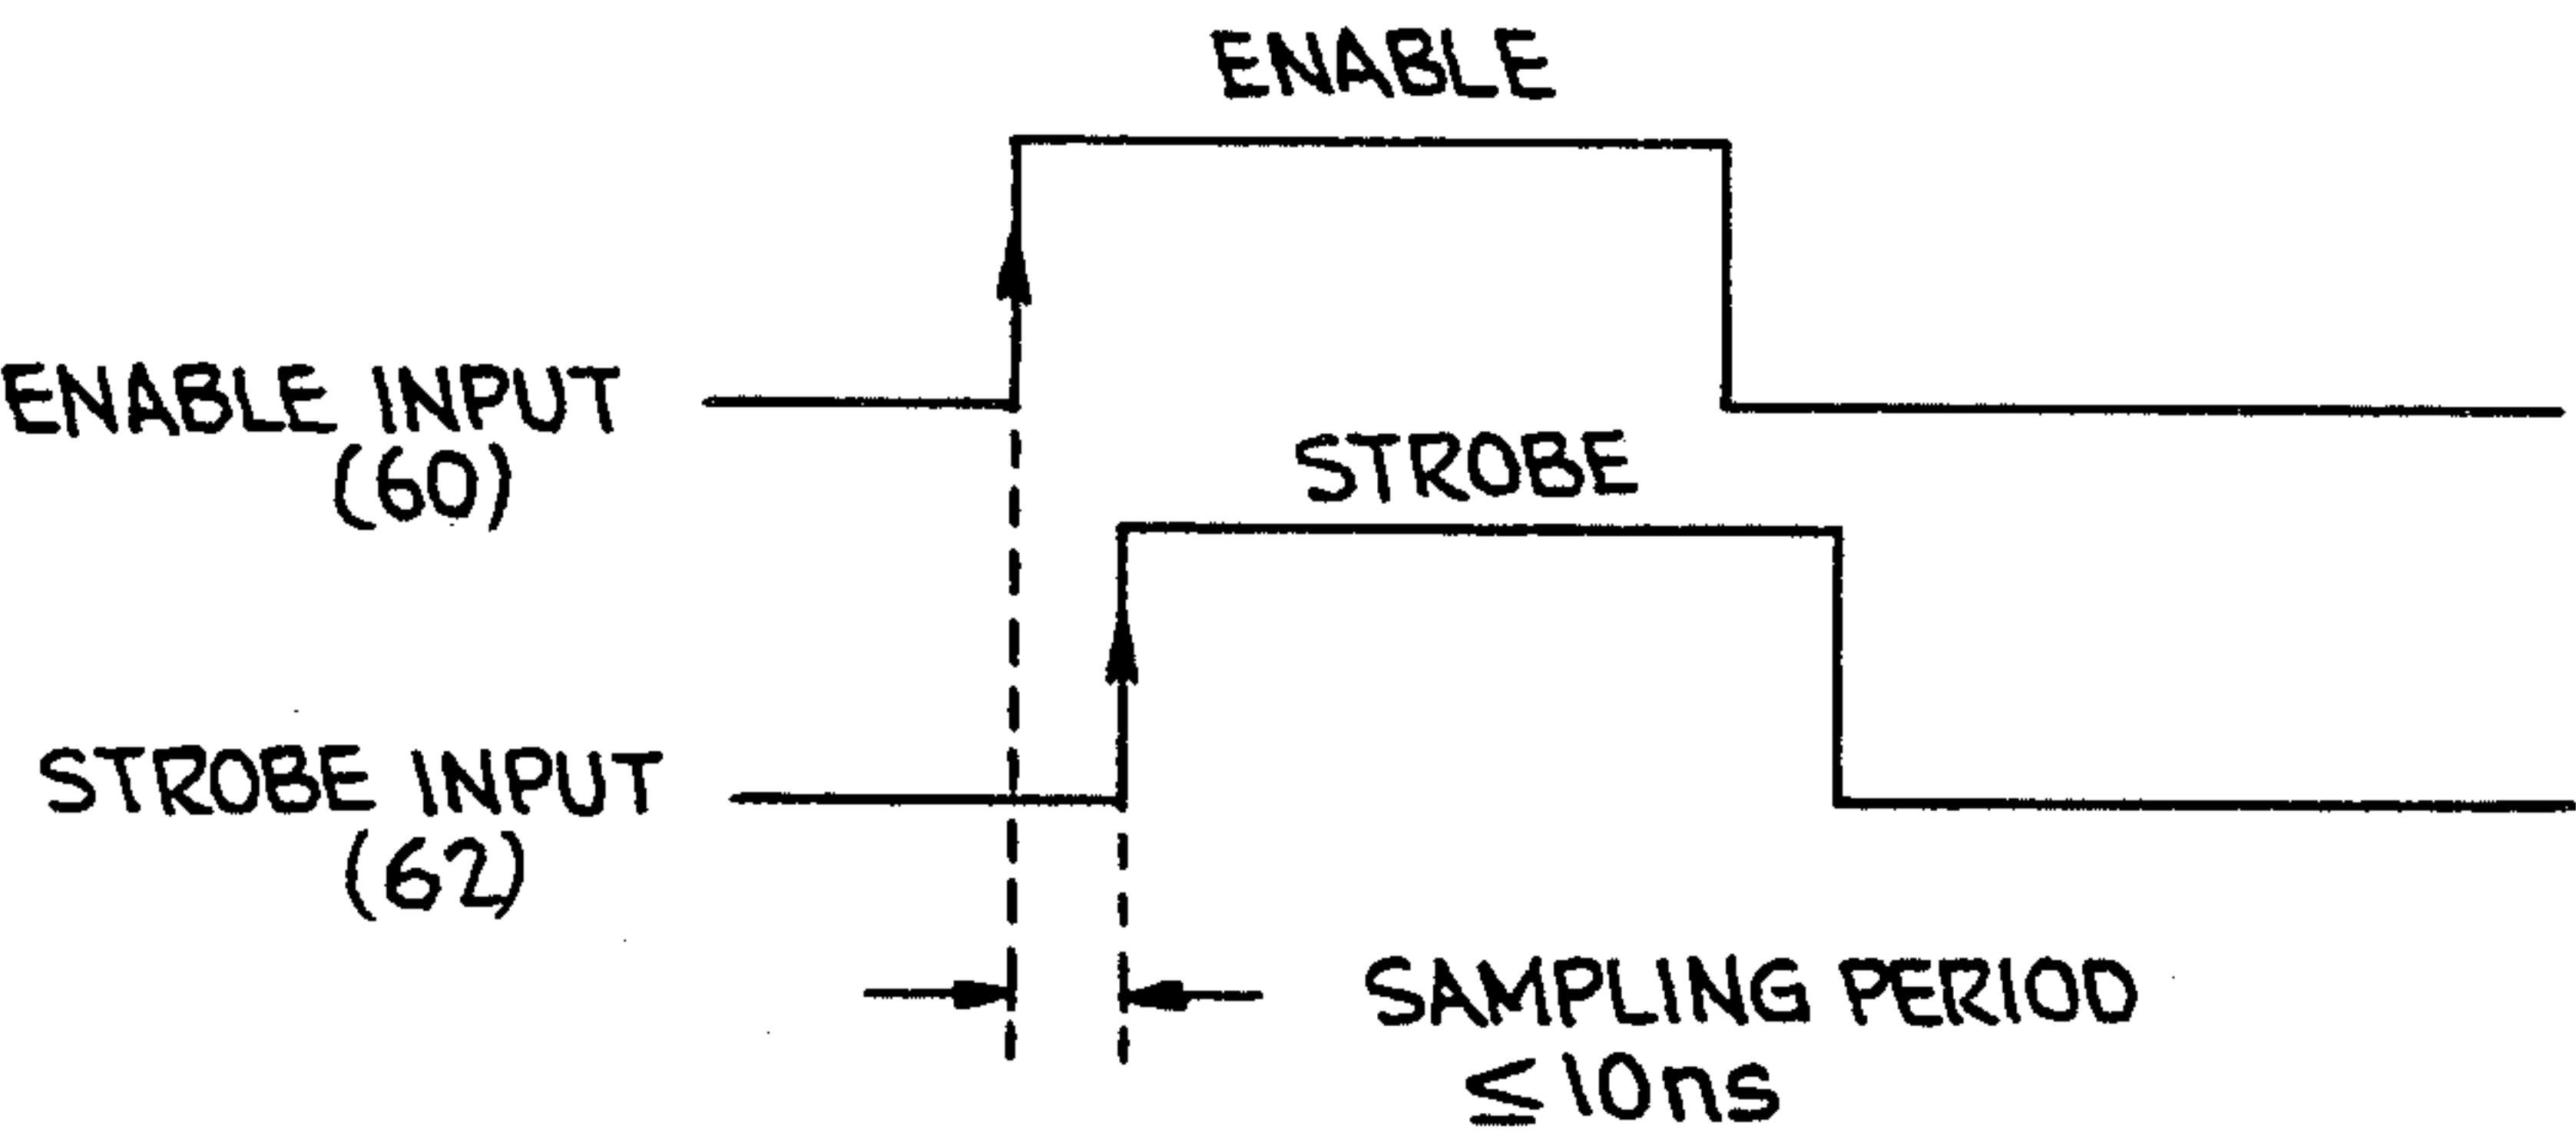 ENABLE
ENABLE INPUT
(60)
STROBE
STROBE INPUT
(62)
SAMPLING PERIOD
≤10ns